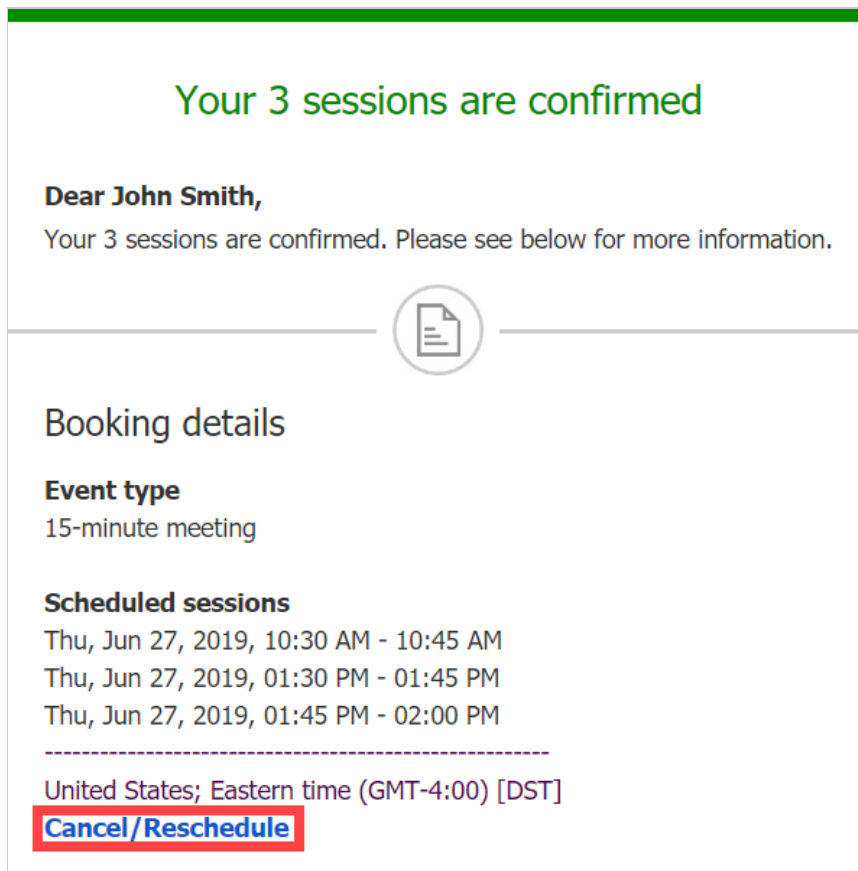 Your 3 sessions are confirmed
Dear John Smith,
Your 3 sessions are confirmed. Please see below for more information.
Booking details
Event type
15-minute meeting
Scheduled sessions
Thu, Jun 27, 2019, 10:30 AM - 10:45 AM
Thu, Jun 27, 2019, 01:30 PM - 01:45 PM
Thu, Jun 27, 2019, 01:45 PM - 02:00 PM
-------------------------------------------------------
United States; Eastern time (GMT-4:00) [DST]
Cancel/Reschedule